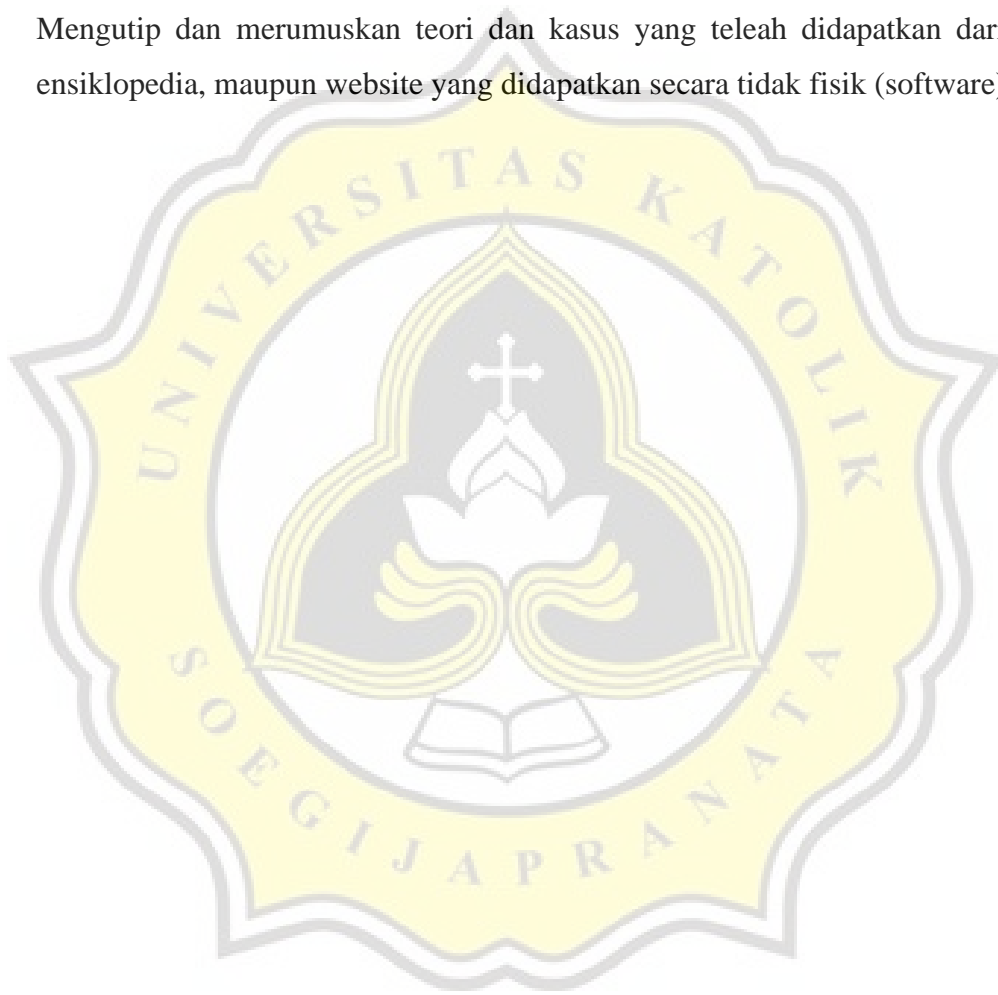 Mengutip dan merumuskan teori dan kasus yang teleah didapatkan dari
ensiklopedia, maupun website yang didapatkan secara tidak fisik (software)
UNIVERSITAS KATOLIK
SOEGIJAPRANATA